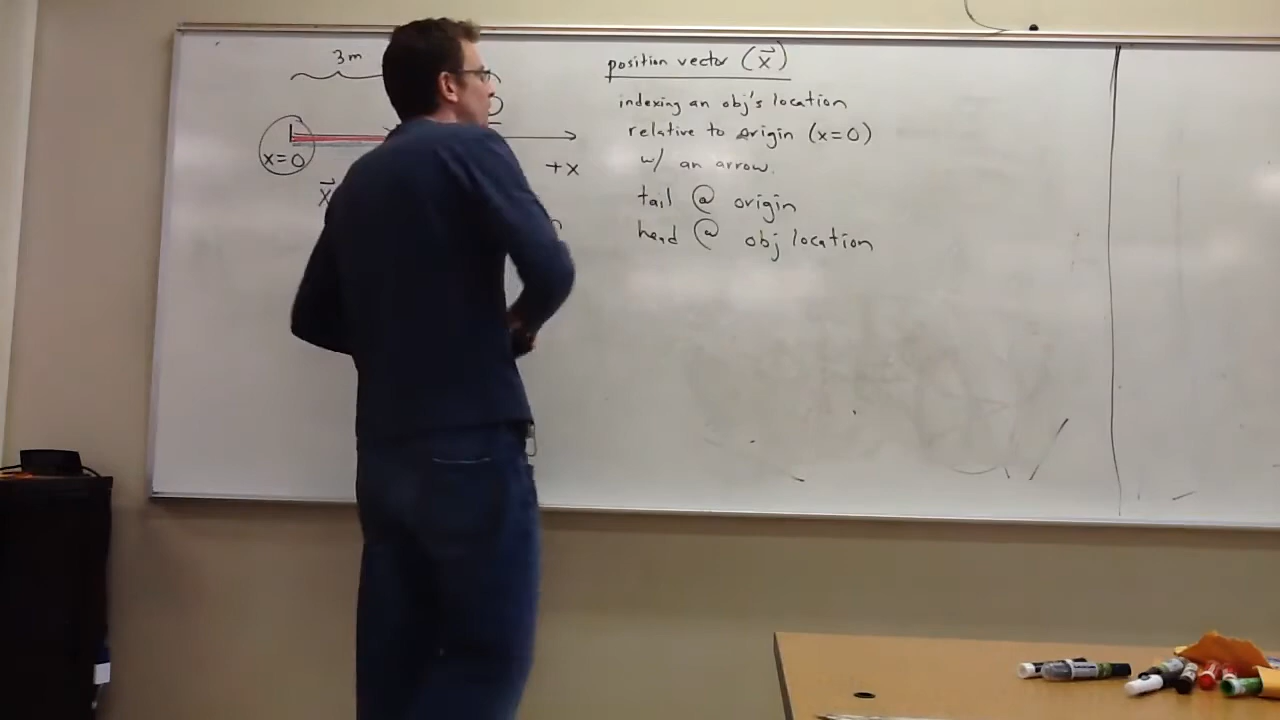 3m
x=0
+x
x⃗
position vector (x⃗)
indexing an obj's location
relative to origin (x=0)
w/ an arrow.
tail @ origin
head @ obj location